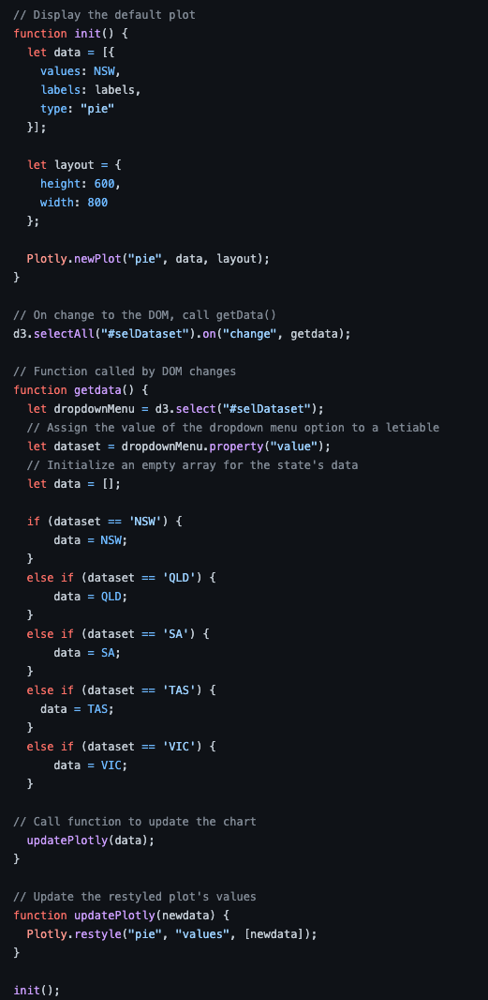 // Display the default plot
function init() {
  let data = [{
    values: NSW,
    labels: labels,
    type: "pie"
  }];

  let layout = {
    height: 600,
    width: 800
  };

  Plotly.newPlot("pie", data, layout);
}

// On change to the DOM, call getData()
d3.selectAll("#selDataset").on("change", getdata);

// Function called by DOM changes
function getdata() {
  let dropdownMenu = d3.select("#selDataset");
  // Assign the value of the dropdown menu option to a letiable
  let dataset = dropdownMenu.property("value");
  // Initialize an empty array for the state's data
  let data = [];

  if (dataset == 'NSW') {
      data = NSW;
  }
  else if (dataset == 'QLD') {
      data = QLD;
  }
  else if (dataset == 'SA') {
      data = SA;
  }
  else if (dataset == 'TAS') {
    data = TAS;
  }
  else if (dataset == 'VIC') {
      data = VIC;
  }

// Call function to update the chart
  updatePlotly(data);
}

// Update the restyled plot's values
function updatePlotly(newdata) {
  Plotly.restyle("pie", "values", [newdata]);
}

init();